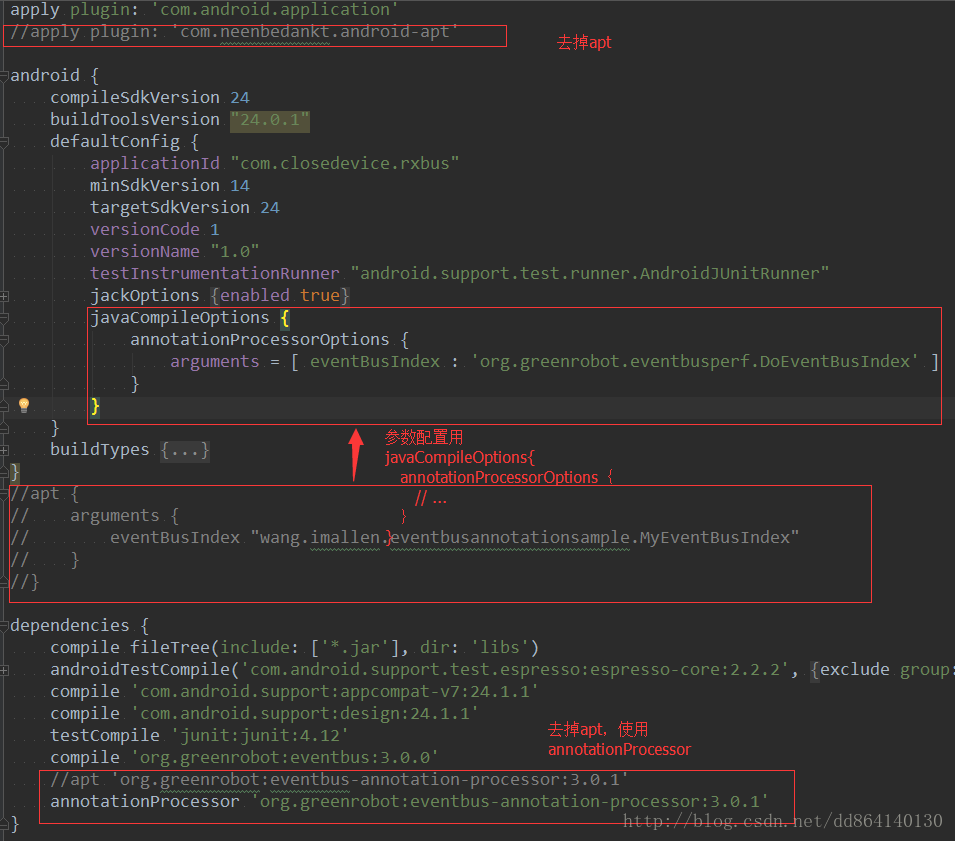 apply plugin: 'com.android.application'
//apply plugin: 'com.neenbedankt.android-apt'
去掉apt
android {
compileSdkVersion 24
buildToolsVersion "24.0.1"
defaultConfig {
applicationId "com.closedevice.rxbus"
minSdkVersion 14
targetSdkVersion 24
versionCode 1
versionName "1.0"
testInstrumentationRunner "android.support.test.runner.AndroidJUnitRunner"
jackOptions {enabled true}
javaCompileOptions {
annotationProcessorOptions {
arguments = [ eventBusIndex : 'org.greenrobot.eventbusperf.DoEventBusIndex' ]
}
}
}
buildTypes {...}
}
参数配置用
javaCompileOptions{
annotationProcessorOptions {
// ...
}
}
//apt {
// arguments {
// eventBusIndex "wang.imallen.eventbusannotationsample.MyEventBusIndex"
// }
//}
dependencies {
compile fileTree(include: ['*.jar'], dir: 'libs')
androidTestCompile('com.android.support.test.espresso:espresso-core:2.2.2', {exclude group:
compile 'com.android.support:appcompat-v7:24.1.1'
compile 'com.android.support:design:24.1.1'
testCompile 'junit:junit:4.12'
compile 'org.greenrobot:eventbus:3.0.0'
去掉apt，使用
annotationProcessor
//apt 'org.greenrobot:eventbus-annotation-processor:3.0.1'
annotationProcessor 'org.greenrobot:eventbus-annotation-processor:3.0.1'
}
http://blog.csdn.net/dd864140130